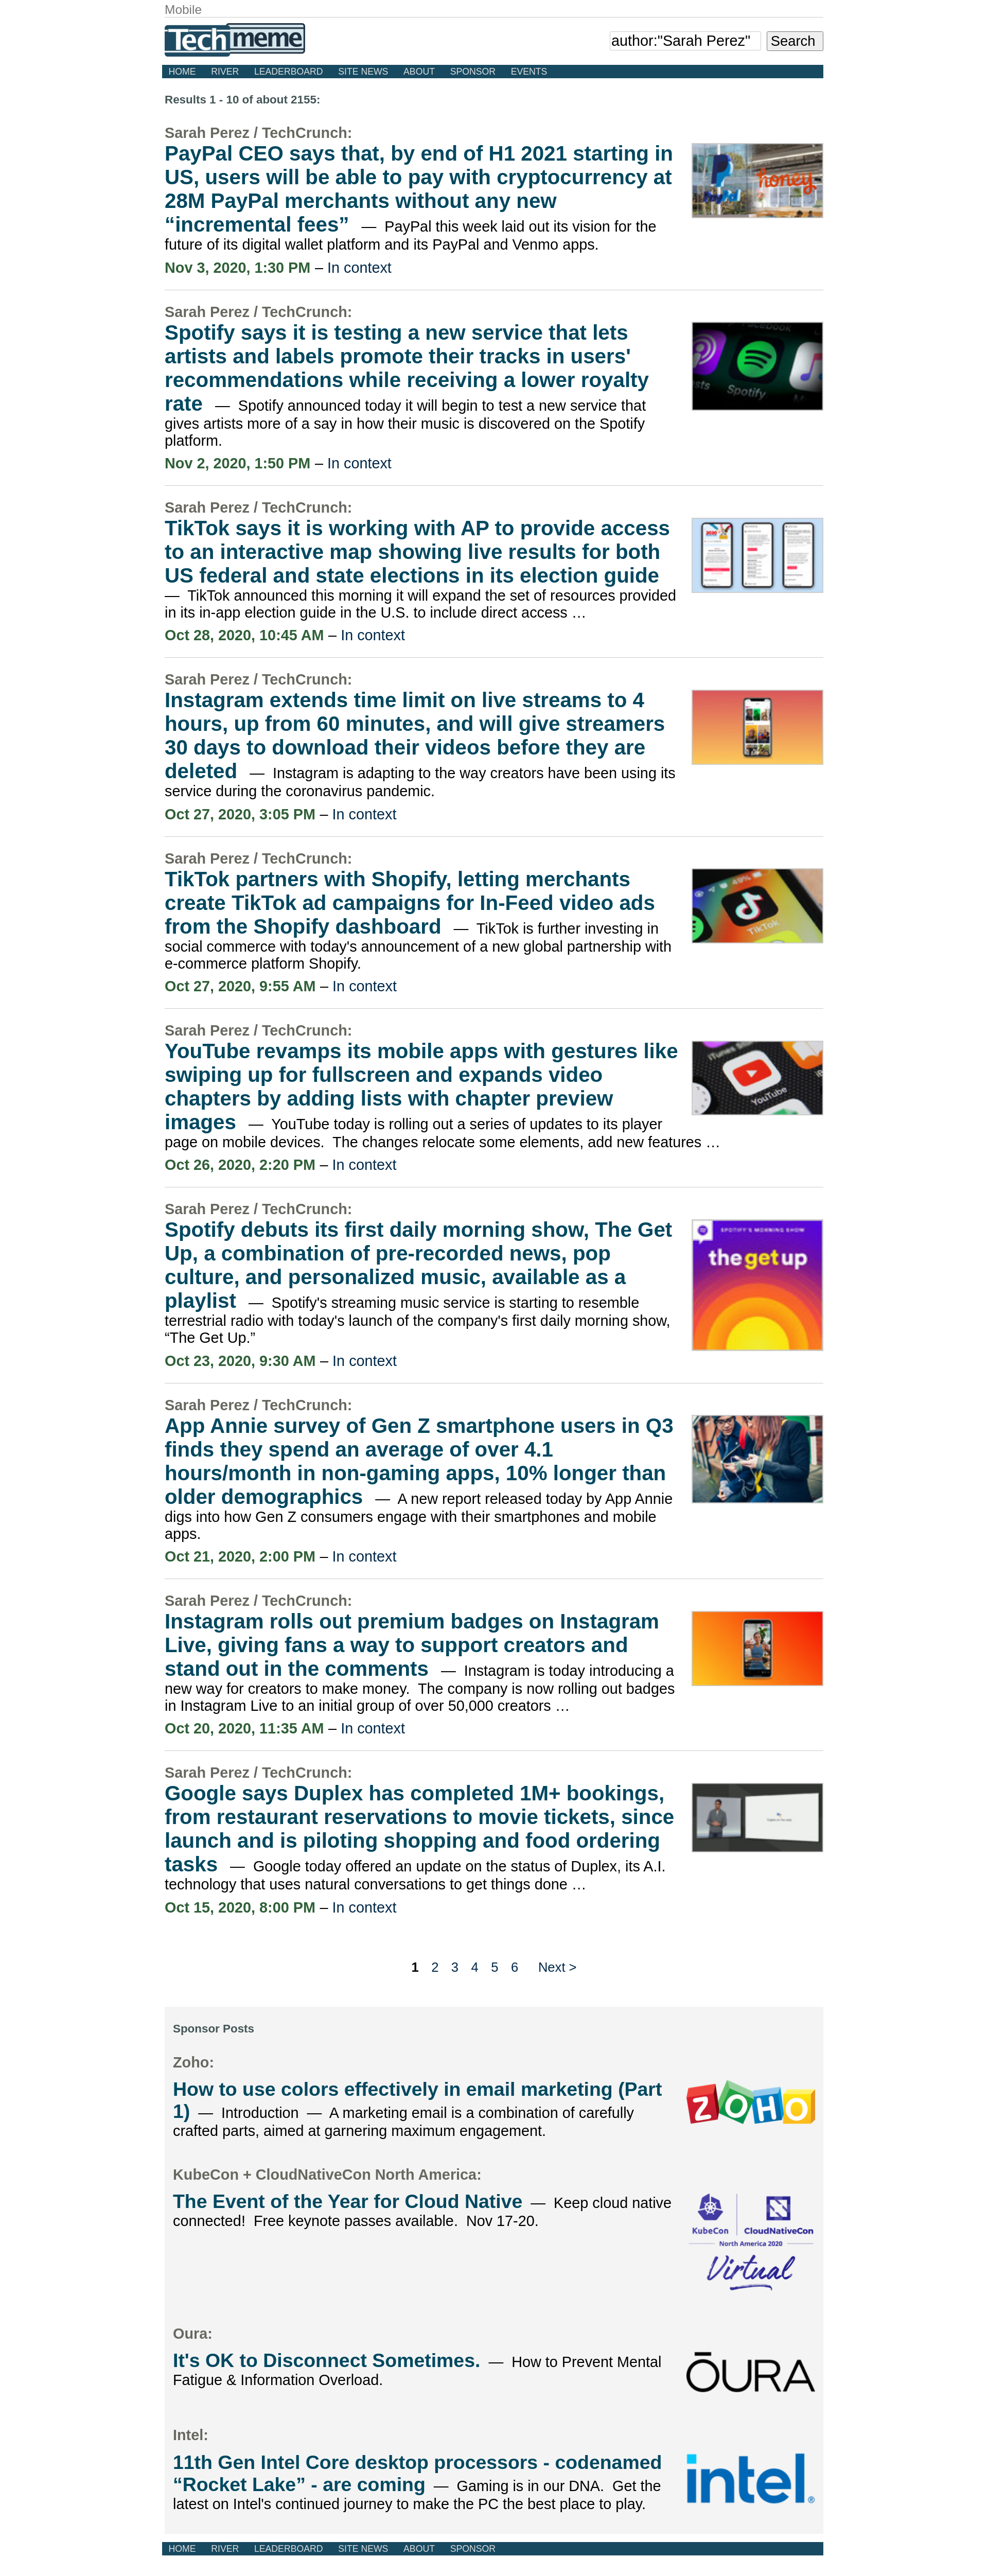 Mobile
Techmeme
author:"Sarah Perez" Search
HOME RIVER LEADERBOARD SITE NEWS ABOUT SPONSOR EVENTS
Results 1 - 10 of about 2155:
Sarah Perez / TechCrunch:
PayPal CEO says that, by end of H1 2021 starting in
US, users will be able to pay with cryptocurrency at
28M PayPal merchants without any new
“incremental fees” — PayPal this week laid out its vision for the
future of its digital wallet platform and its PayPal and Venmo apps.
Nov 3, 2020, 1:30 PM – In context
PayPal
honey
Sarah Perez / TechCrunch:
Spotify says it is testing a new service that lets
artists and labels promote their tracks in users'
recommendations while receiving a lower royalty
rate — Spotify announced today it will begin to test a new service that
gives artists more of a say in how their music is discovered on the Spotify
platform.
Nov 2, 2020, 1:50 PM – In context
Facebook
Spotify
Sarah Perez / TechCrunch:
TikTok says it is working with AP to provide access
to an interactive map showing live results for both
US federal and state elections in its election guide
— TikTok announced this morning it will expand the set of resources provided
in its in-app election guide in the U.S. to include direct access …
Oct 28, 2020, 10:45 AM – In context
Sarah Perez / TechCrunch:
Instagram extends time limit on live streams to 4
hours, up from 60 minutes, and will give streamers
30 days to download their videos before they are
deleted — Instagram is adapting to the way creators have been using its
service during the coronavirus pandemic.
Oct 27, 2020, 3:05 PM – In context
Sarah Perez / TechCrunch:
TikTok partners with Shopify, letting merchants
create TikTok ad campaigns for In-Feed video ads
from the Shopify dashboard — TikTok is further investing in
social commerce with today's announcement of a new global partnership with
e-commerce platform Shopify.
Oct 27, 2020, 9:55 AM – In context
49%
TikTok
Sarah Perez / TechCrunch:
YouTube revamps its mobile apps with gestures like
swiping up for fullscreen and expands video
chapters by adding lists with chapter preview
images — YouTube today is rolling out a series of updates to its player
page on mobile devices. The changes relocate some elements, add new features …
Oct 26, 2020, 2:20 PM – In context
YouTube
Sarah Perez / TechCrunch:
Spotify debuts its first daily morning show, The Get
Up, a combination of pre-recorded news, pop
culture, and personalized music, available as a
playlist — Spotify's streaming music service is starting to resemble
terrestrial radio with today's launch of the company's first daily morning show,
“The Get Up.”
Oct 23, 2020, 9:30 AM – In context
SPOTIFY'S MORNING SHOW
the get up
Sarah Perez / TechCrunch:
App Annie survey of Gen Z smartphone users in Q3
finds they spend an average of over 4.1
hours/month in non-gaming apps, 10% longer than
older demographics — A new report released today by App Annie
digs into how Gen Z consumers engage with their smartphones and mobile
apps.
Oct 21, 2020, 2:00 PM – In context
Sarah Perez / TechCrunch:
Instagram rolls out premium badges on Instagram
Live, giving fans a way to support creators and
stand out in the comments — Instagram is today introducing a
new way for creators to make money. The company is now rolling out badges
in Instagram Live to an initial group of over 50,000 creators …
Oct 20, 2020, 11:35 AM – In context
Sarah Perez / TechCrunch:
Google says Duplex has completed 1M+ bookings,
from restaurant reservations to movie tickets, since
launch and is piloting shopping and food ordering
tasks — Google today offered an update on the status of Duplex, its A.I.
technology that uses natural conversations to get things done …
Oct 15, 2020, 8:00 PM – In context
1 2 3 4 5 6 Next >
Sponsor Posts
Zoho:
How to use colors effectively in email marketing (Part
1) — Introduction — A marketing email is a combination of carefully
crafted parts, aimed at garnering maximum engagement.
ZOHO
KubeCon + CloudNativeCon North America:
The Event of the Year for Cloud Native — Keep cloud native
connected! Free keynote passes available. Nov 17-20.
KubeCon CloudNativeCon
North America 2020
Virtual
Oura:
It's OK to Disconnect Sometimes. — How to Prevent Mental
Fatigue & Information Overload.
ŌURA
Intel:
11th Gen Intel Core desktop processors - codenamed
“Rocket Lake” - are coming — Gaming is in our DNA. Get the
latest on Intel's continued journey to make the PC the best place to play.
intel®
HOME RIVER LEADERBOARD SITE NEWS ABOUT SPONSOR